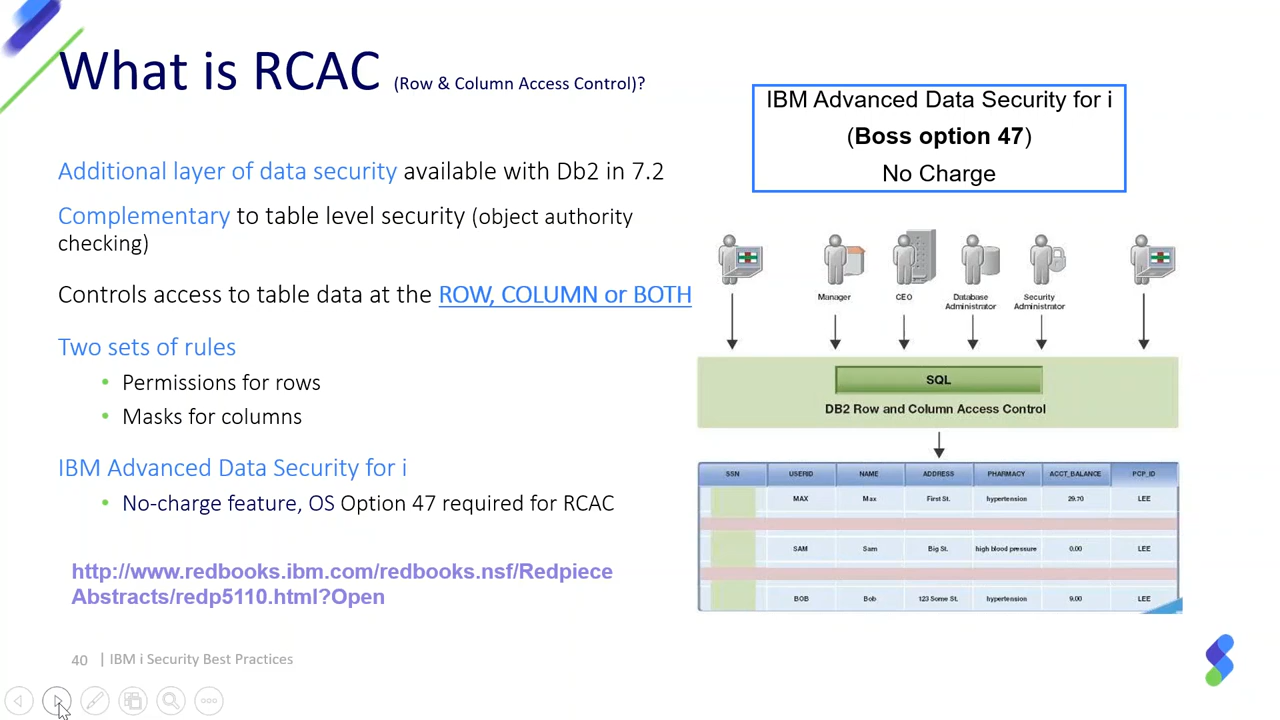 What is RCAC (Row & Column Access Control)?
IBM Advanced Data Security for i
(Boss option 47)
No Charge
Additional layer of data security available with Db2 in 7.2
Complementary to table level security (object authority
checking)
Controls access to table data at the ROW, COLUMN or BOTH
Two sets of rules
• Permissions for rows
• Masks for columns
IBM Advanced Data Security for i
• No-charge feature, OS Option 47 required for RCAC
http://www.redbooks.ibm.com/redbooks.nsf/Redpiece
Abstracts/redp5110.html?Open
Manager CEO Database Security
Administrator Administrator
SQL
DB2 Row and Column Access Control
SSN USERID NAME ADDRESS PHARMACY ACCT_BALANCE PCP_ID
MAX Max First St. hypertension 29.70 LEE
SAM Sam Big St. high blood pressure 0.00 LEE
BOB Bob 123 Some St. hypertension 9.00 LEE
40 | IBM i Security Best Practices